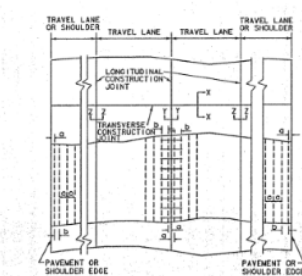 TRAVEL LANE
OR SHOULDER
TRAVEL LANE
TRAVEL LANE
TRAVEL LANE
OR SHOULDER
LONGITUDINAL
CONSTRUCTION
JOINT
X
X
Z
Z
Y
Y
Z
Z
TRANSVERSE
CONSTRUCTION
JOINT
b
b
a
a
b
b
a
a
PAVEMENT OR
SHOULDER EDGE
PAVEMENT OR
SHOULDER EDGE